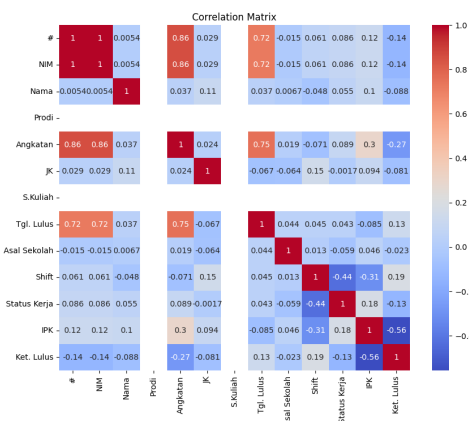 Correlation Matrix
# 1 1 0.0054 0.86 0.029 0.72 -0.015 0.061 0.086 0.12 -0.14
NIM 1 1 0.0054 0.86 0.029 0.72 -0.015 0.061 0.086 0.12 -0.14
Nama 0.0054 0.0054 1 0.037 0.11 0.037 0.0067 -0.048 0.055 0.1 -0.088
Prodi
Angkatan 0.86 0.86 0.037 1 0.024 0.75 0.019 -0.071 0.089 0.3 -0.27
JK 0.029 0.029 0.11 0.024 1 -0.067 -0.064 0.15 -0.0017 0.094 -0.081
S.Kuliah
Tgl. Lulus 0.72 0.72 0.037 0.75 -0.067 1 0.044 0.045 0.043 -0.085 0.13
Asal Sekolah -0.015 -0.015 0.0067 0.019 -0.064 0.044 1 0.013 -0.059 0.046 -0.023
Shift 0.061 0.061 -0.048 -0.071 0.15 0.045 0.013 1 -0.44 -0.31 0.19
Status Kerja 0.086 0.086 0.055 0.089 -0.0017 0.043 -0.059 -0.44 1 0.18 -0.13
IPK 0.12 0.12 0.1 0.3 0.094 -0.085 0.046 -0.31 0.18 1 -0.56
Ket. Lulus -0.14 -0.14 -0.088 -0.27 -0.081 0.13 -0.023 0.19 -0.13 -0.56 1
# NIM Nama Prodi Angkatan JK S.Kuliah Tgl. Lulus sal Sekolah Shift Status Kerja IPK Ket. Lulus
1.0
0.8
0.6
0.4
0.2
0.0
-0.2